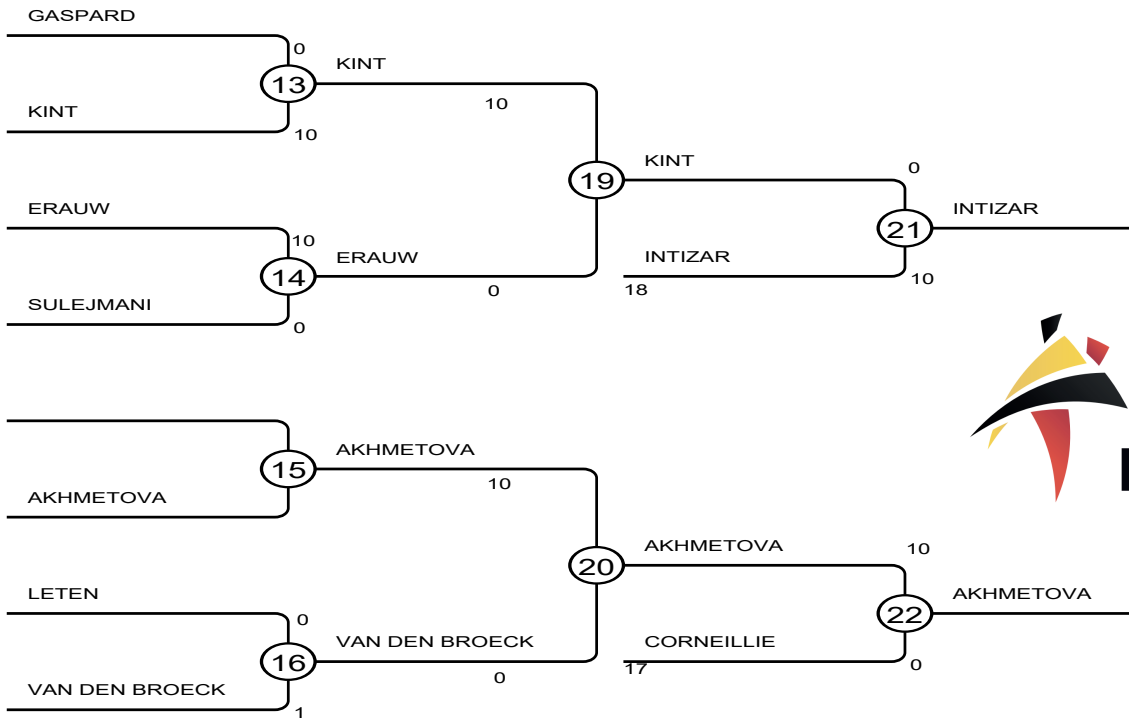 GASPARD
0
13
KINT
10
KINT
10
ERAUW
10
14
ERAUW
0
SULEJMANI
0
19
KINT
0
INTIZAR
18
10
21
INTIZAR
15
AKHMETOVA
10
AKHMETOVA
LETEN
0
16
VAN DEN BROECK
0
VAN DEN BROECK
1
20
AKHMETOVA
10
CORNEILLIE
17
0
22
AKHMETOVA